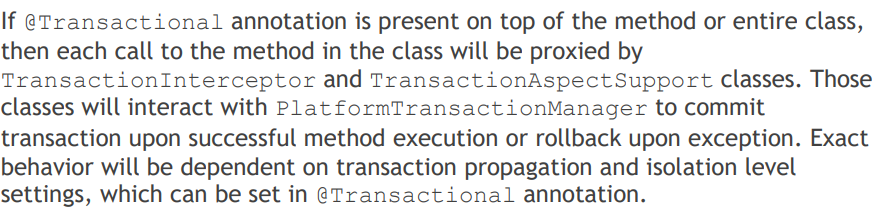 If @Transactional annotation is present on top of the method or entire class,
then each call to the method in the class will be proxied by
TransactionInterceptor and TransactionAspectSupport classes. Those
classes will interact with PlatformTransactionManager to commit
transaction upon successful method execution or rollback upon exception. Exact
behavior will be dependent on transaction propagation and isolation level
settings, which can be set in @Transactional annotation.